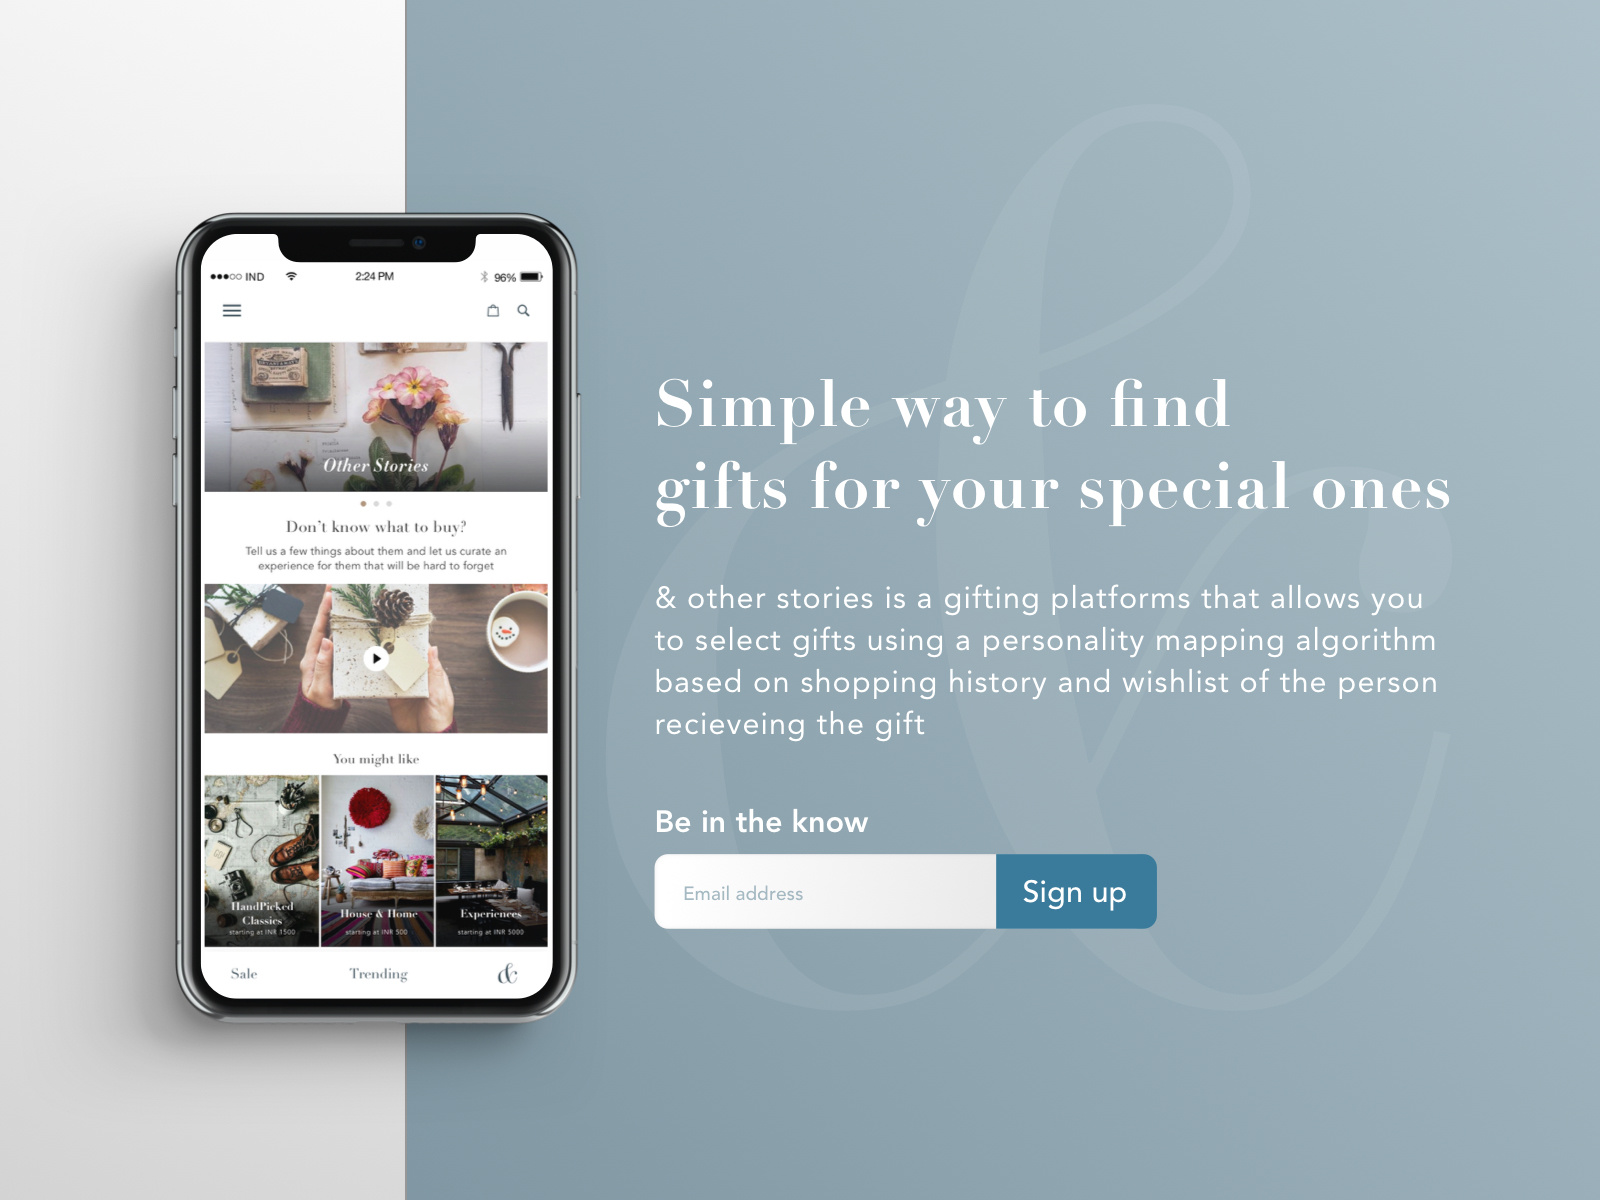 IND
2:24 PM
96%
Other Stories
Don't know what to buy?
Tell us a few things about them and let us curate an
experience for them that will be hard to forget
You might like
HandPicked
Classics
starting at INR 3500
House & Home
starting at INR 500
Experiences
starting at INR 5000
Sale
Trending
&
Simple way to find
gifts for your special ones
& other stories is a gifting platforms that allows you
to select gifts using a personality mapping algorithm
based on shopping history and wishlist of the person
recieveing the gift
Be in the know
Email address
Sign up
&